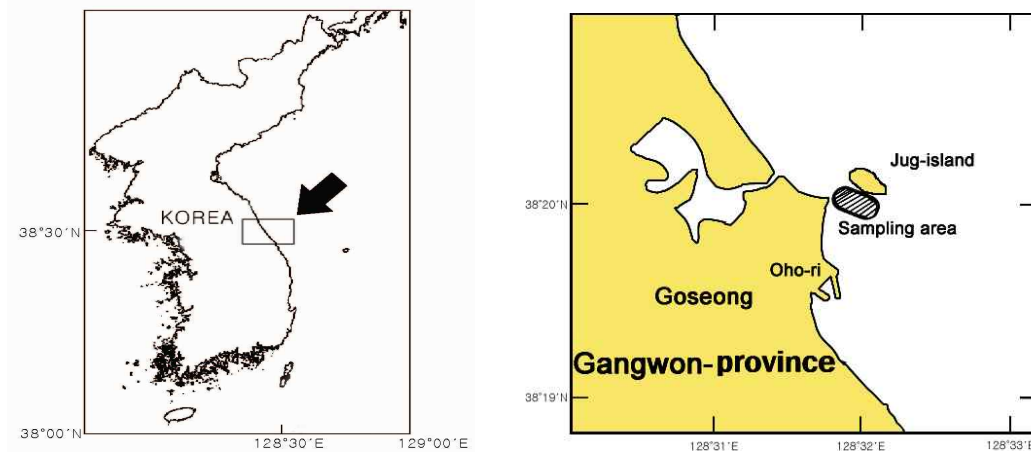 KOREA
38°30´N
38°00´N
128°30´E
129°00´E
Jug-island
38°20´N
Sampling area
Oho-ri
Goseong
Gangwon-province
38°19´N
128°31´E
128°32´E
128°33´E